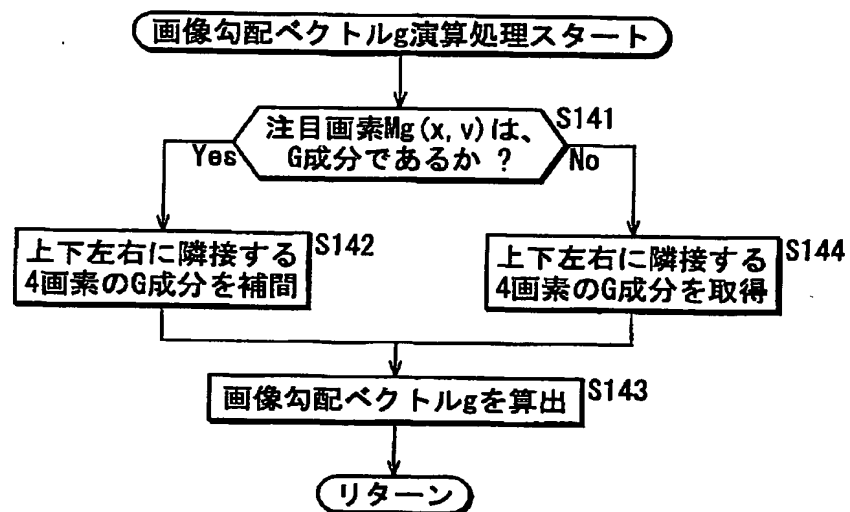 画像勾配ベクトルg演算処理スタート
注目画素Mg(x,v)は、
G成分であるか ?
S141
Yes
No
上下左右に隣接する
4画素のG成分を補間
S142
上下左右に隣接する
4画素のG成分を取得
S144
画像勾配ベクトルgを算出
S143
リターン